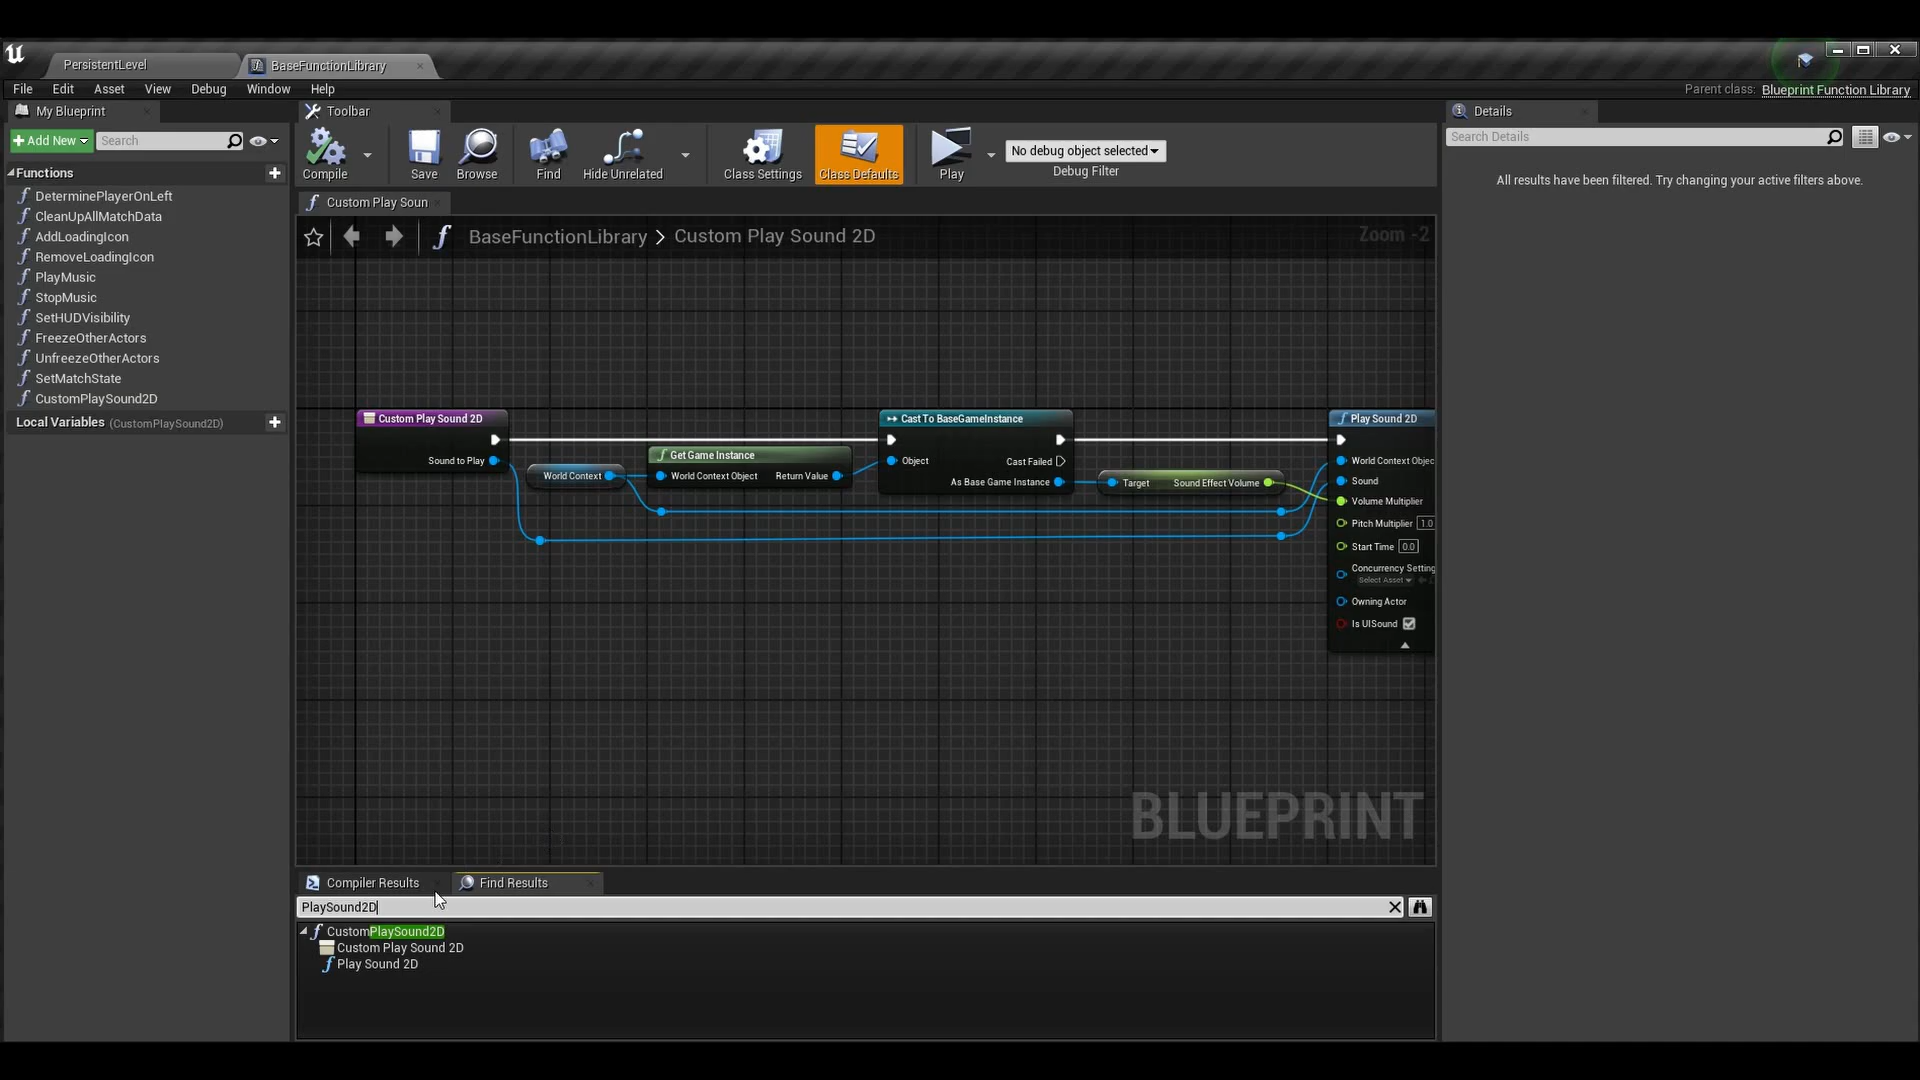 PersistentLevel
BaseFunctionLibrary
File Edit Asset View Debug Window Help
Parent class: Blueprint Function Library
My Blueprint
Toolbar
Details
Add New
Search
Search Details
Compile
Save
Browse
Find
Hide Unrelated
Class Settings
Class Defaults
Play
No debug object selected
Debug Filter
All results have been filtered. Try changing your active filters above.
Functions
DeterminePlayerOnLeft
CleanUpAllMatchData
AddLoadingIcon
RemoveLoadingIcon
PlayMusic
StopMusic
SetHUDVisibility
FreezeOtherActors
UnfreezeOtherActors
SetMatchState
CustomPlaySound2D
Local Variables (CustomPlaySound2D)
Custom Play Soun
BaseFunctionLibrary > Custom Play Sound 2D
Zoom -2
Custom Play Sound 2D
Sound to Play
World Context
Get Game Instance
World Context Object Return Value
Cast To BaseGameInstance
Object
Cast Failed
As Base Game Instance
Target Sound Effect Volume
Play Sound 2D
World Context Objec
Sound
Volume Multiplier
Pitch Multiplier 1.0
Start Time 0.0
Concurrency Setting
Select Asset
Owning Actor
Is UISound
BLUEPRINT
Compiler Results
Find Results
PlaySound2D
CustomPlaySound2D
Custom Play Sound 2D
Play Sound 2D